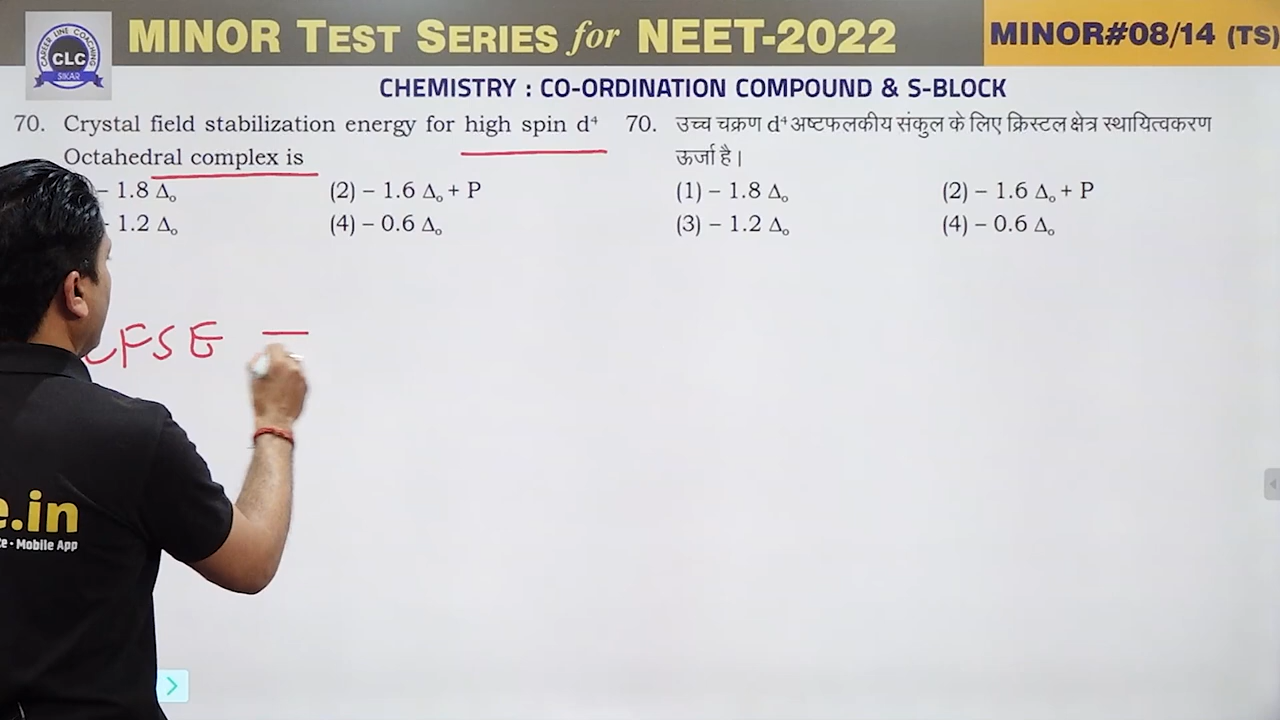 CAREER LINE COACHING
CLC
SIKAR
MINOR TEST SERIES for NEET-2022
MINOR#08/14 (TS)
CHEMISTRY : CO-ORDINATION COMPOUND & S-BLOCK
70. Crystal field stabilization energy for high spin d⁴
Octahedral complex is
– 1.8 Δₒ (2) – 1.6 Δₒ + P
- 1.2 Δₒ (4) – 0.6 Δₒ
70. उच्च चक्रण d⁴ अष्टफलकीय संकुल के लिए क्रिस्टल क्षेत्र स्थायित्वकरण
ऊर्जा है।
(1) – 1.8 Δₒ (2) – 1.6 Δₒ + P
(3) – 1.2 Δₒ (4) – 0.6 Δₒ
CFSE
e.in
Mobile App